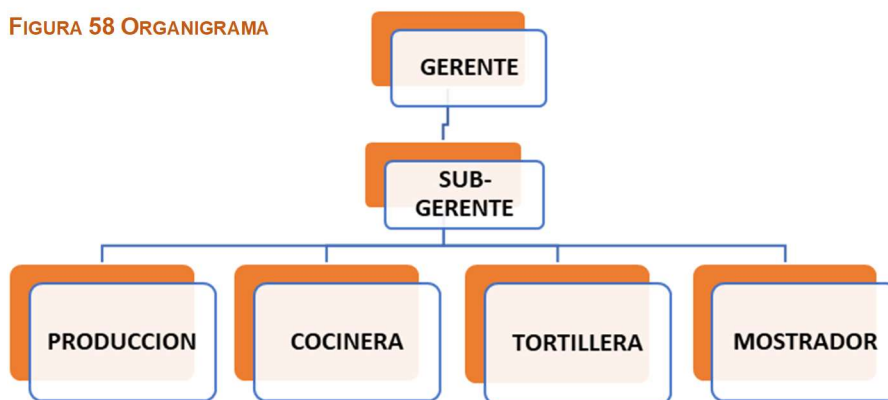 FIGURA 58 ORGANIGRAMA
GERENTE
SUB-
GERENTE
PRODUCCION
COCINERA
TORTILLERA
MOSTRADOR